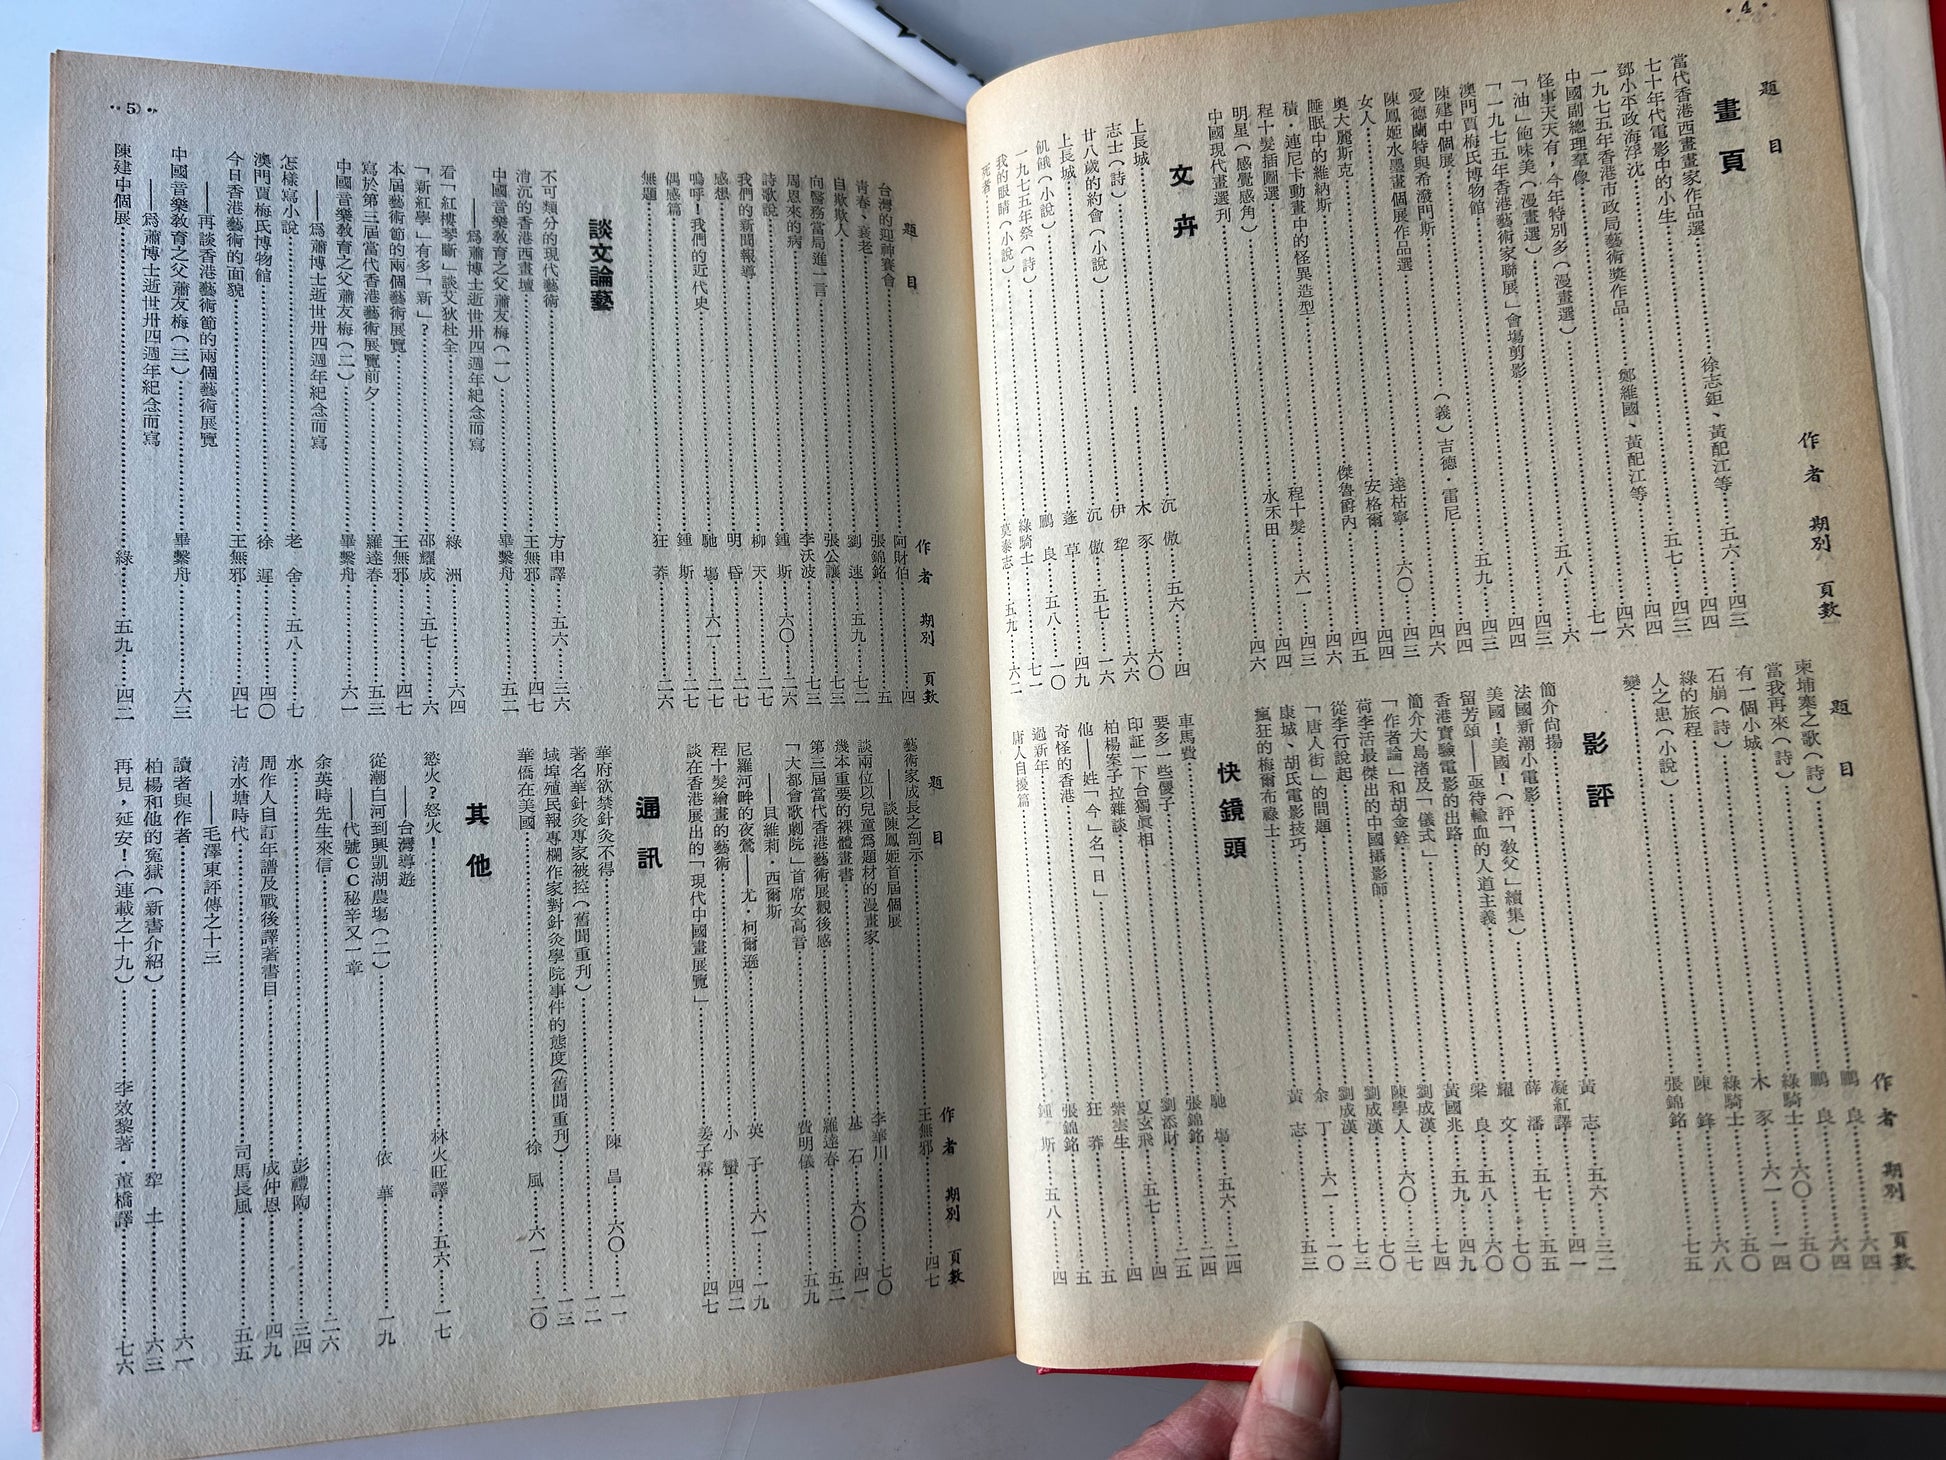 • 4 •
題目 作者 期別 頁數
畫頁
當代香港西畫畫家作品選……徐志鉅、黃配江等……五六……四三
七十年代電影中的小生……四四
鄧小平政海浮沈……五七……四三
一九七五年香港市政局藝術獎作品……鄭維國、黃配江等……四四
中國副總理羣像……四六
怪事天天有，今年特別多（漫畫選）……七一
「油」飽味美（漫畫選）……五八……六
「一九七五年香港藝術家聯展」會場剪影……四三
澳門賈梅氏博物館……四四
陳建中個展……五九……四三
愛德蘭特與希潑門斯……（義）吉德·雷尼……四四
陳鳳姬水墨畫個展作品選……四六
女人……達枯寧……六〇……四三
奧大麗斯克……安格爾……四四
睡眠中的維納斯……傑魯爵內……四五
積·連尼卡動畫中的怪異造型……四六
程十髮插圖選……程十髮……六一……四三
明星（感覺感角）……水禾田……四四
中國現代畫選刊……四六
文卉
上長城……沉傲……五六……四
志士（詩）……木豕……六〇
廿八歲的約會（小說）……伊犂……六六
上長城……沉傲……五七……一六
飢餓（小說）……蓬草……四九
一九七五年祭（詩）……鵬良……五八……一〇
我的眼睛（小說）……綠騎士……七一
死者……莫泰志……五九……六二
題目 作者 期別 頁數
柬埔寨之歌（詩）……鵬良……六四
當我再來（詩）……鵬良……六四
有一個小城……綠騎士……六〇……五〇
石崩（詩）……木豕……六一……一四
綠的旅程……綠騎士……五〇
人之患（小說）……陳鋒……六八
變……張錦銘……七五
影評
簡介尙揚……黃志……五六……三二
法國新潮小電影……凝紅譯……四一
美國！美國！（評「敎父」續集）……薛潘……五七……五五
留芳頌——亟待輸血的人道主義……耀文……七〇
香港實驗電影的出路……梁良……五八……六〇
簡介大島渚及「儀式」……黃國兆……五九……四九
「作者論」和胡金銓……劉成漢……七四
荷李活最傑出的中國攝影師……陳學人……六〇……三七
從李行說起……劉成漢……七〇
「唐人街」的問題……劉成漢……七三
康城、胡氏電影技巧……余丁……六一……一〇
瘋狂的梅爾布祿士……黃志……五三
快鏡頭
車馬費……馳塲……五六……二四
要多一些傻子……張錦銘……二四
印証一下台獨眞相……劉添財……二五
柏楊案子拉雜談……夏玄飛……五七……四
他——姓「今」名「日」……紫雲生……四
奇怪的香港……狂莽……五
過新年……張錦銘……五
庸人自擾篇……鍾斯……五八……四
•• 5 ••
題目 作者 期別 頁數
台灣的迎神賽會……阿財伯……四
青春、衰老……張錦銘……五
自欺欺人……劉速……五九……七二
向醫務當局進一言……張公讓……七三
周恩來的病……李沃波……七三
詩歌說……鍾斯……六〇……二六
我們的新聞報導……柳天……二七
感想……明昏……二七
嗚呼！我們的近代史……馳塲……六一……二七
偶感篇……鍾斯……二七
無題……狂莽……二六
談文論藝
不可類分的現代藝術……方申譯……五六……三六
消沉的香港西畫壇……王無邪……四七
中國音樂敎育之父蕭友梅（一）……畢繫舟……五二
——爲蕭博士逝世卅四週年紀念而寫
看「紅樓琴斷」談艾狄杜全……綠洲……六四
「新紅學」有多「新」？……邵耀成……五七……六
本屆藝術節的兩個藝術展覽……王無邪……四七
寫於第三屆當代香港藝術展覽前夕……羅逵春……五三
中國音樂敎育之父蕭友梅（二）……畢繫舟……六一
——爲蕭博士逝世卅四週年紀念而寫
怎樣寫小說……老舍……五八……七
澳門賈梅氏博物館……徐遲……四〇
今日香港藝術的面貌……王無邪……四七
——再談香港藝術節的兩個藝術展覽
中國音樂敎育之父蕭友梅（三）……畢繫舟……六三
——爲蕭博士逝世卅四週年紀念而寫
陳建中個展……綠……五九……四二
題目 作者 期別 頁數
藝術家成長之剖示……王無邪……四七
——談陳鳳姬首屆個展
談兩位以兒童爲題材的漫畫家……李華川……七〇
幾本重要的裸體畫書……基石……六〇……四一
第三屆當代香港藝術展觀後感……羅逵春……五二
「大都會歌劇院」首席女高音……費明儀……五九
——貝維莉·西爾斯
尼羅河畔的夜鶯——尤·柯爾遜……英子……六一……一九
程十髮繪畫的藝術……小蠻……四二
談在香港展出的「現代中國畫展覽」……姜子霖……四七
通訊
華府欲禁針灸不得……陳昌……六〇……一一
著名華針灸專家被控（舊聞重刊）……一二
域埠殖民報專欄作家對針灸學院事件的態度（舊聞重刊）……一三
華僑在美國……徐風……六一……二〇
其他
慾火？怒火！……林火旺譯……五六……一七
——台灣導遊
從潮白河到興凱湖農塲（二）……依華……一九
——代號CC秘辛又一章
余英時先生來信……二六
水……彭禮陶……三四
周作人自訂年譜及戰後譯著書目……成仲恩……四九
淸水塘時代……司馬長風……五五
——毛澤東評傳之十三
讀者與作者……六一
柏楊和他的寃獄（新書介紹）……犂士……六三
再見，延安！（連載之十九）……李效黎著·董橋譯……七六